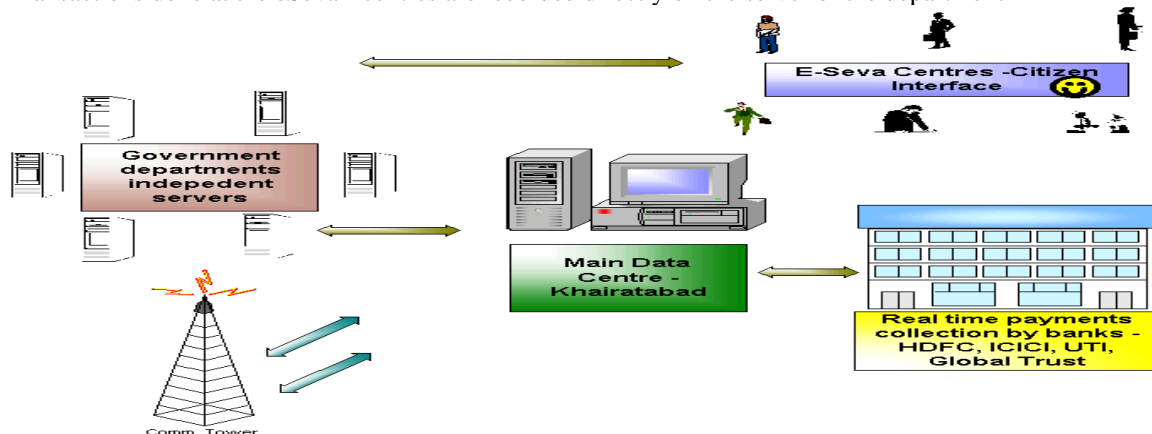 E-Seva Centres -Citizen
Interface
Government
departments
indepedent
servers
Main Data
Centre -
Khairatabad
Real time payments
collection by banks -
HDFC, ICICI, UTI,
Global Trust
Comm. Tower